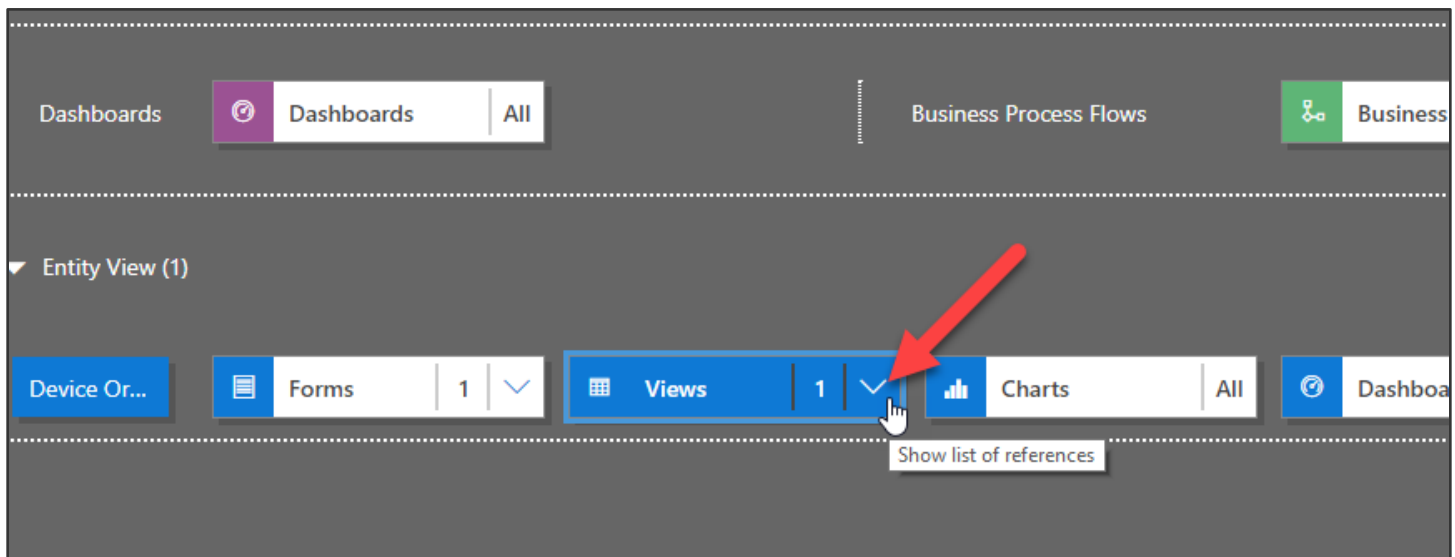 Dashboards Dashboards All Business Process Flows Business
Entity View (1)
Device Or... Forms 1 Views 1 Charts All Dashboa
Show list of references